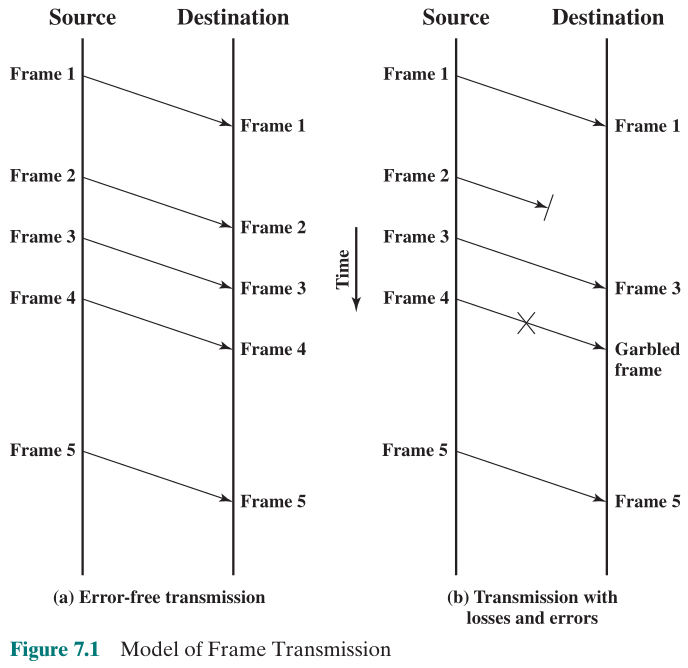 Source Destination
Frame 1
Frame 1
Frame 2
Frame 2
Frame 3
Frame 3
Frame 4
Frame 4
Frame 5
Frame 5
(a) Error-free transmission
Time
Source Destination
Frame 1
Frame 1
Frame 2
Frame 3
Frame 3
Frame 4
Garbled
frame
Frame 5
Frame 5
(b) Transmission with
losses and errors
Figure 7.1 Model of Frame Transmission